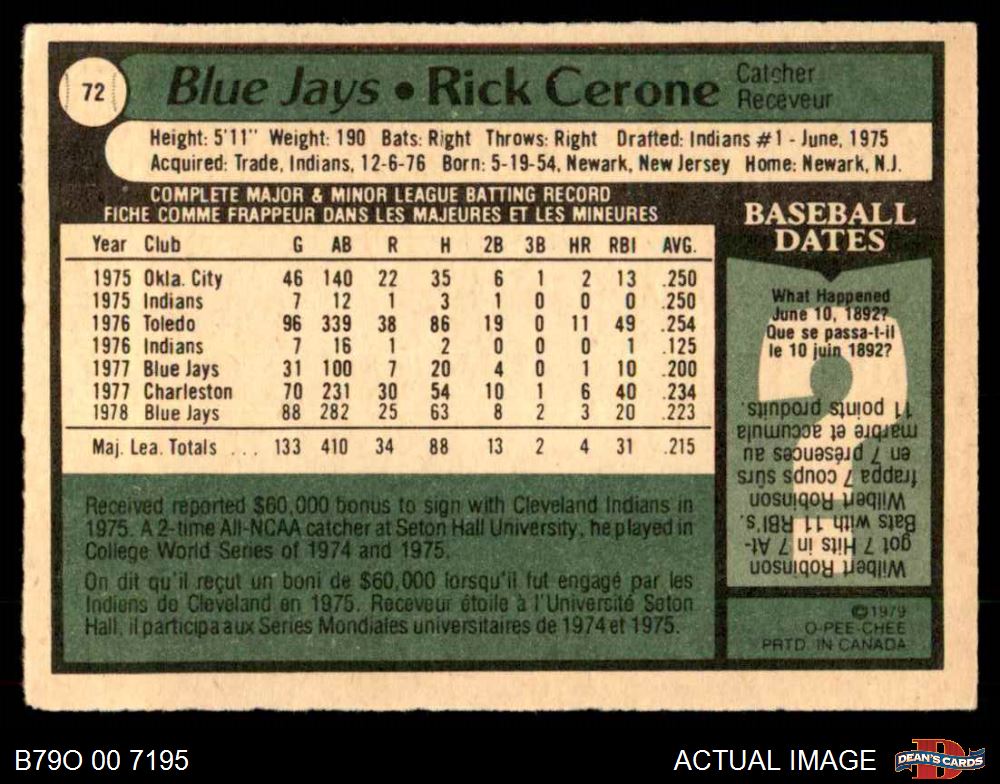 72
Blue Jays • Rick Cerone
Catcher
Receveur
Height: 5'11" Weight: 190 Bats: Right Throws: Right Drafted: Indians #1 - June, 1975
Acquired: Trade, Indians, 12-6-76 Born: 5-19-54, Newark, New Jersey Home: Newark, N.J.
COMPLETE MAJOR & MINOR LEAGUE BATTING RECORD
FICHE COMME FRAPPEUR DANS LES MAJEURES ET LES MINEURES
Year Club G AB R H 2B 3B HR RBI AVG.
1975 Okla. City 46 140 22 35 6 1 2 13 .250
1975 Indians 7 12 1 3 1 0 0 0 .250
1976 Toledo 96 339 38 86 19 0 11 49 .254
1976 Indians 7 16 1 2 0 0 0 1 .125
1977 Blue Jays 31 100 7 20 4 0 1 10 .200
1977 Charleston 70 231 30 54 10 1 6 40 .234
1978 Blue Jays 88 282 25 63 8 2 3 20 .223
Maj. Lea. Totals . . . 133 410 34 88 13 2 4 31 .215
Received reported $60,000 bonus to sign with Cleveland Indians in
1975. A 2-time All-NCAA catcher at Seton Hall University, he played in
College World Series of 1974 and 1975.
On dit qu'il reçut un boni de $60,000 lorsqu'il fut engagé par les
Indiens de Cleveland en 1975. Receveur étoile à l'Université Seton
Hall, il participa aux Series Mondiales universitaires de 1974 et 1975.
BASEBALL
DATES
What Happened
June 10, 1892?
Que se passa-t-il
le 10 juin 1892?
Wilbert Robinson
got 7 Hits in 7 At-
Bats with 11 RBI's.
Wilbert Robinson
frappa 7 coups sûrs
en 7 présences au
marbre et accumula
11 points produits.
©1979
O-PEE-CHEE
PRTD. IN CANADA
B79O 00 7195
ACTUAL IMAGE
DEAN'S CARDS